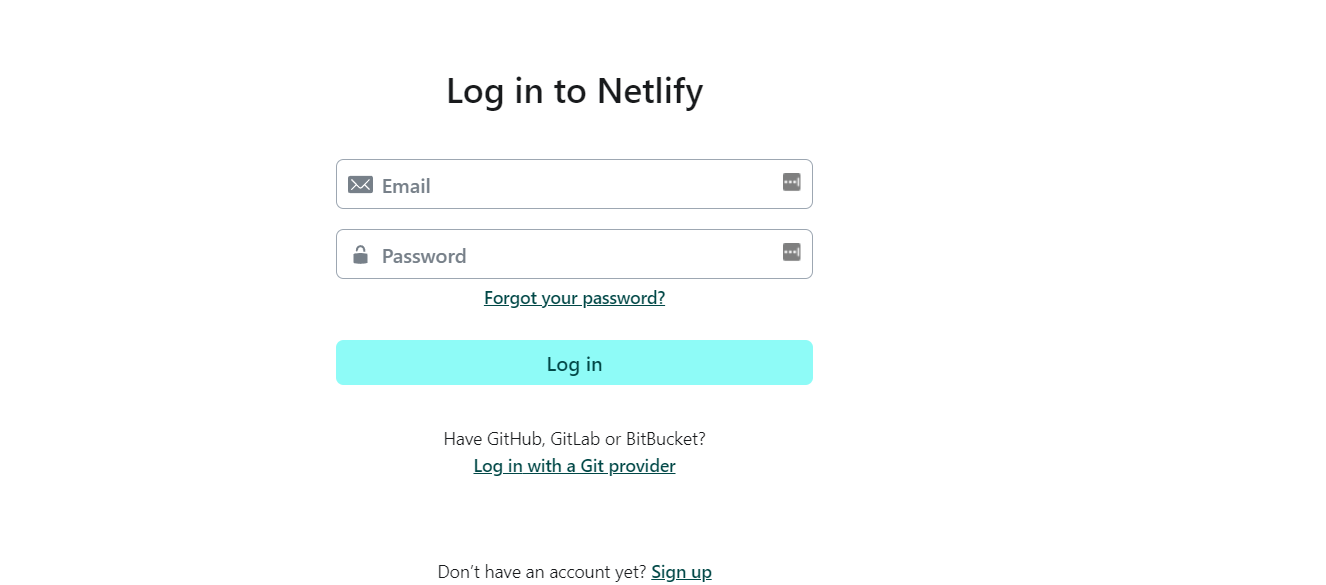 Log in to Netlify
Email
Password
Forgot your password?
Log in
Have GitHub, GitLab or BitBucket?
Log in with a Git provider
Don’t have an account yet? Sign up